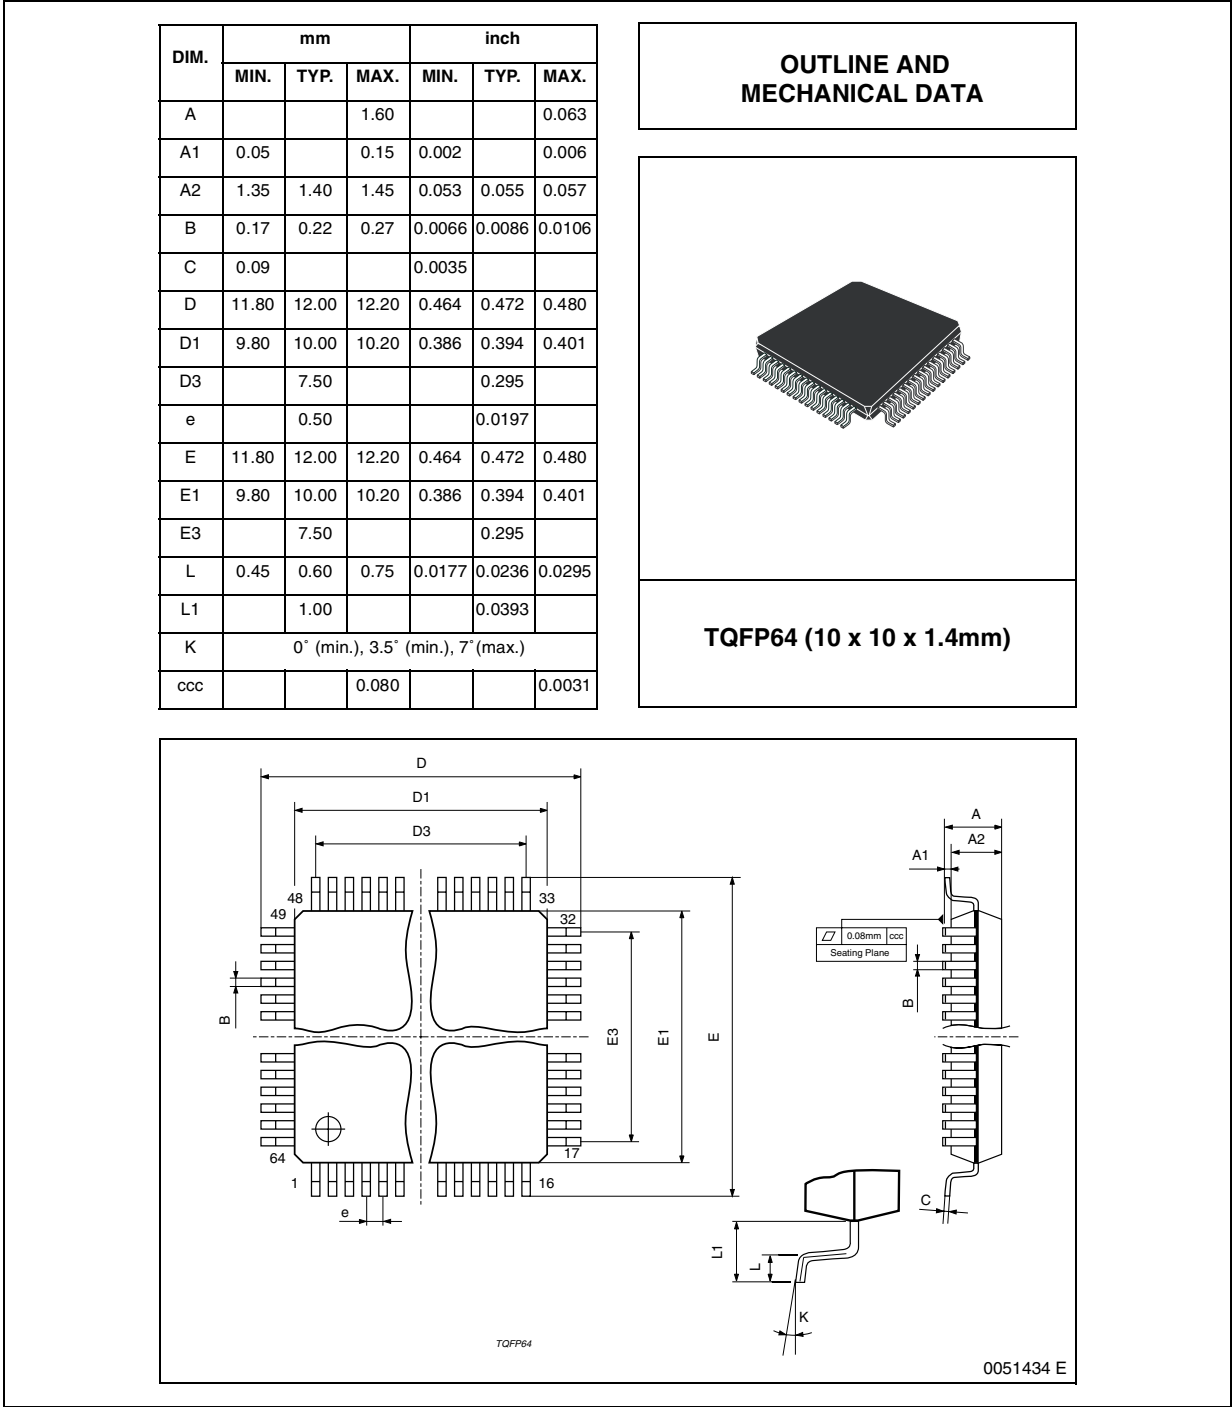 DIM. mm inch
MIN. TYP. MAX. MIN. TYP. MAX.
A 1.60 0.063
A1 0.05 0.15 0.002 0.006
A2 1.35 1.40 1.45 0.053 0.055 0.057
B 0.17 0.22 0.27 0.0066 0.0086 0.0106
C 0.09 0.0035
D 11.80 12.00 12.20 0.464 0.472 0.480
D1 9.80 10.00 10.20 0.386 0.394 0.401
D3 7.50 0.295
e 0.50 0.0197
E 11.80 12.00 12.20 0.464 0.472 0.480
E1 9.80 10.00 10.20 0.386 0.394 0.401
E3 7.50 0.295
L 0.45 0.60 0.75 0.0177 0.0236 0.0295
L1 1.00 0.0393
K 0˚ (min.), 3.5˚ (min.), 7˚(max.)
ccc 0.080 0.0031
OUTLINE AND
MECHANICAL DATA
TQFP64 (10 x 10 x 1.4mm)
D
D1
D3
A
A2
A1
48
33
49
32
0.08mm ccc
Seating Plane
B
E3
E1
E
B
64
17
1
16
e
C
L1
L
K
TQFP64
0051434 E